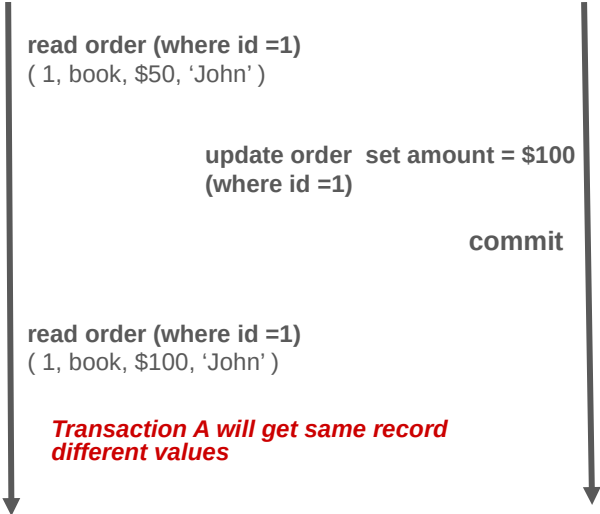 read order (where id =1)
( 1, book, $50, ‘John’ )
update order set amount = $100
(where id =1)
commit
read order (where id =1)
( 1, book, $100, ‘John’ )
Transaction A will get same record
different values